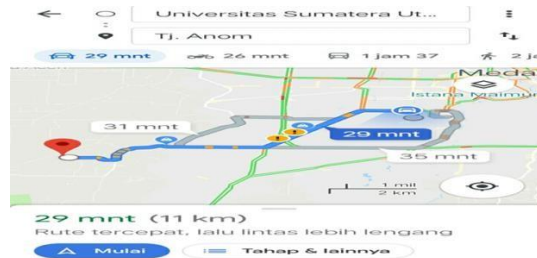 Universitas Sumatera Ut...
Tj. Anom
29 mnt 26 mnt 1 jam 37 2 ja
Meda
Istana Maimun
31 mnt
29 mnt
35 mnt
1 mil
2 km
29 mnt (11 km)
Rute tercepat, lalu lintas lebih lengang
Mulai Tahap & lainnya